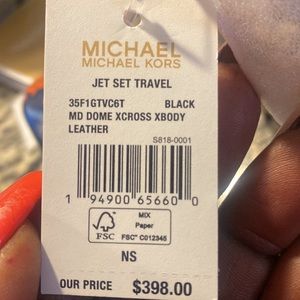 MICHAEL
MICHAEL KORS
JET SET TRAVEL
35F1GTVC6T BLACK
MD DOME XCROSS XBODY
LEATHER
S818-0001
1 94900 65660 0
FSC
MIX
Paper
FSC® C012345
NS
OUR PRICE $398.00